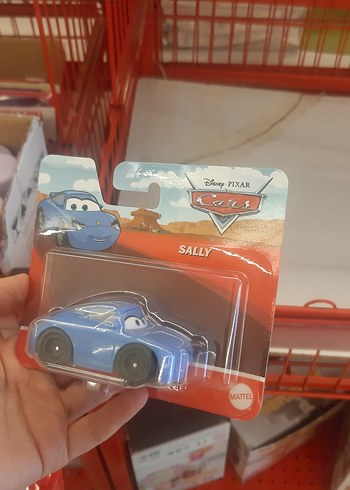 Disney · PIXAR
Cars
SALLY
MATTEL